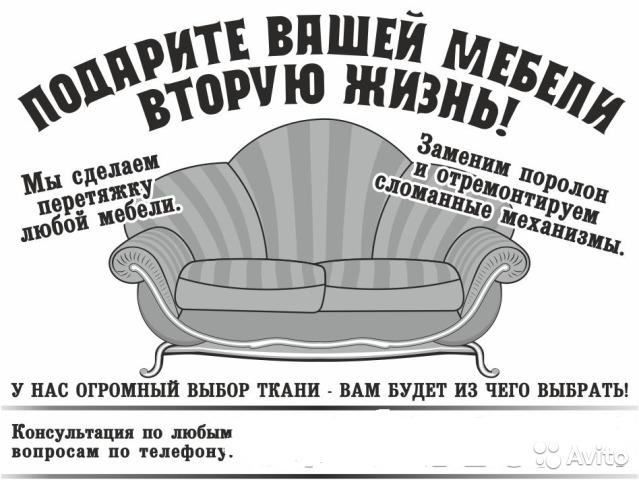 ПОДАРИТЕ ВАШЕЙ МЕБЕЛИ
ВТОРУЮ ЖИЗНЬ!
Мы сделаем
перетяжку
любой мебели.
Заменим поролон
и отремонтируем
сломанные механизмы.
У НАС ОГРОМНЫЙ ВЫБОР ТКАНИ - ВАМ БУДЕТ ИЗ ЧЕГО ВЫБРАТЬ!
Консультация по любым
вопросам по телефону.
Avito